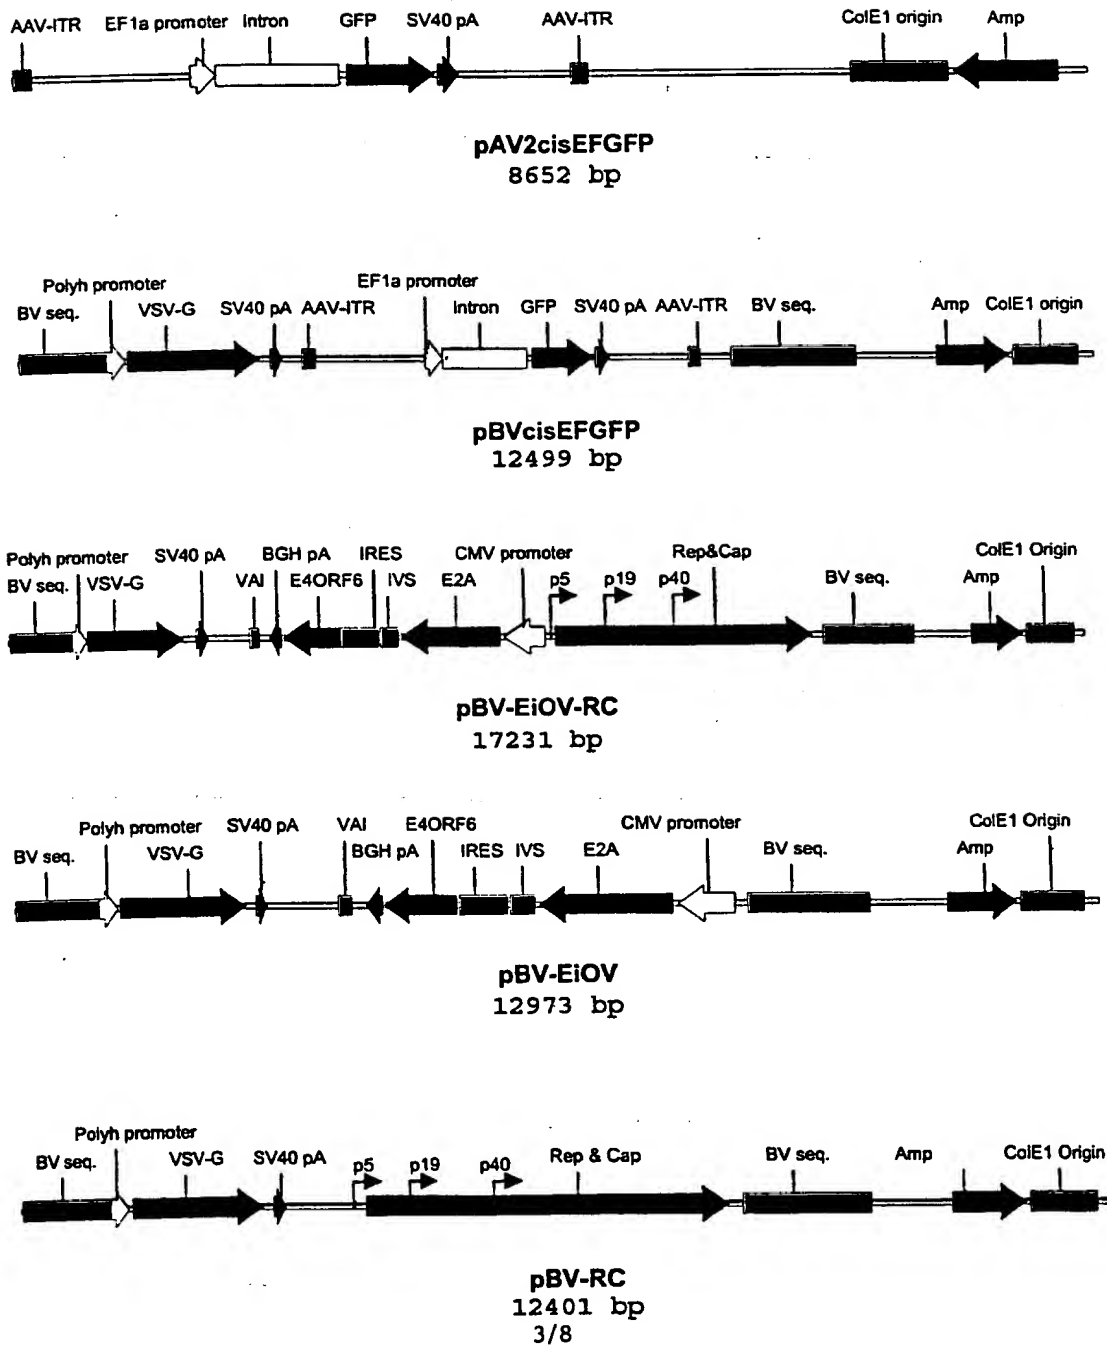 AAV-ITR EF1a promoter Intron GFP SV40 pA AAV-ITR ColE1 origin Amp
pAV2cisEFGFP
8652 bp
Polyh promoter EF1a promoter
BV seq. VSV-G SV40 pA AAV-ITR Intron GFP SV40 pA AAV-ITR BV seq. Amp ColE1 origin
pBVcisEFGFP
12499 bp
Polyh promoter SV40 pA BGH pA IRES CMV promoter Rep&Cap ColE1 Origin
BV seq. VSV-G VAI E4ORF6 IVS E2A p5 p19 p40 BV seq. Amp
pBV-EiOV-RC
17231 bp
Polyh promoter SV40 pA VAI E4ORF6 CMV promoter ColE1 Origin
BV seq. VSV-G BGH pA IRES IVS E2A BV seq. Amp
pBV-EiOV
12973 bp
Polyh promoter
BV seq. VSV-G SV40 pA p5 p19 p40 Rep & Cap BV seq. Amp ColE1 Origin
pBV-RC
12401 bp
3/8